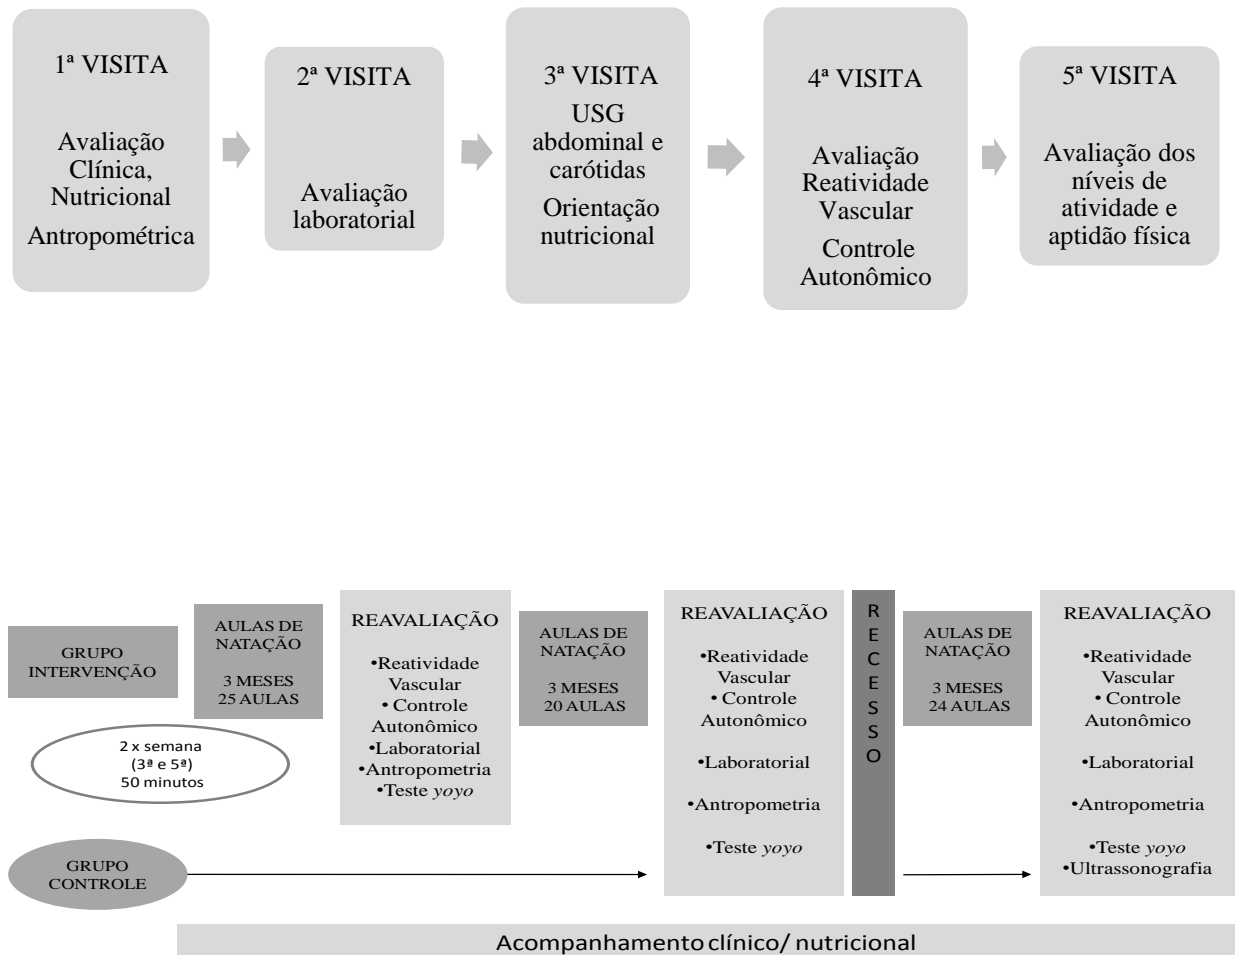 1ª VISITA
Avaliação
Clínica,
Nutricional
Antropométrica
2ª VISITA
Avaliação
laboratorial
3ª VISITA
USG
abdominal e
carótidas
Orientação
nutricional
4ª VISITA
Avaliação
Reatividade
Vascular
Controle
Autonômico
5ª VISITA
Avaliação dos
níveis de
atividade e
aptidão física
GRUPO
INTERVENÇÃO
2 x semana
(3ª e 5ª)
50 minutos
AULAS DE
NATAÇÃO
3 MESES
25 AULAS
REAVALIAÇÃO
•Reatividade
Vascular
• Controle
Autonômico
•Laboratorial
•Antropometria
•Teste yoyo
AULAS DE
NATAÇÃO
3 MESES
20 AULAS
REAVALIAÇÃO
•Reatividade
Vascular
• Controle
Autonômico
•Laboratorial
•Antropometria
•Teste yoyo
R
E
C
E
S
S
O
AULAS DE
NATAÇÃO
3 MESES
24 AULAS
REAVALIAÇÃO
•Reatividade
Vascular
• Controle
Autonômico
•Laboratorial
•Antropometria
•Teste yoyo
•Ultrassonografia
GRUPO
CONTROLE
Acompanhamento clínico/ nutricional